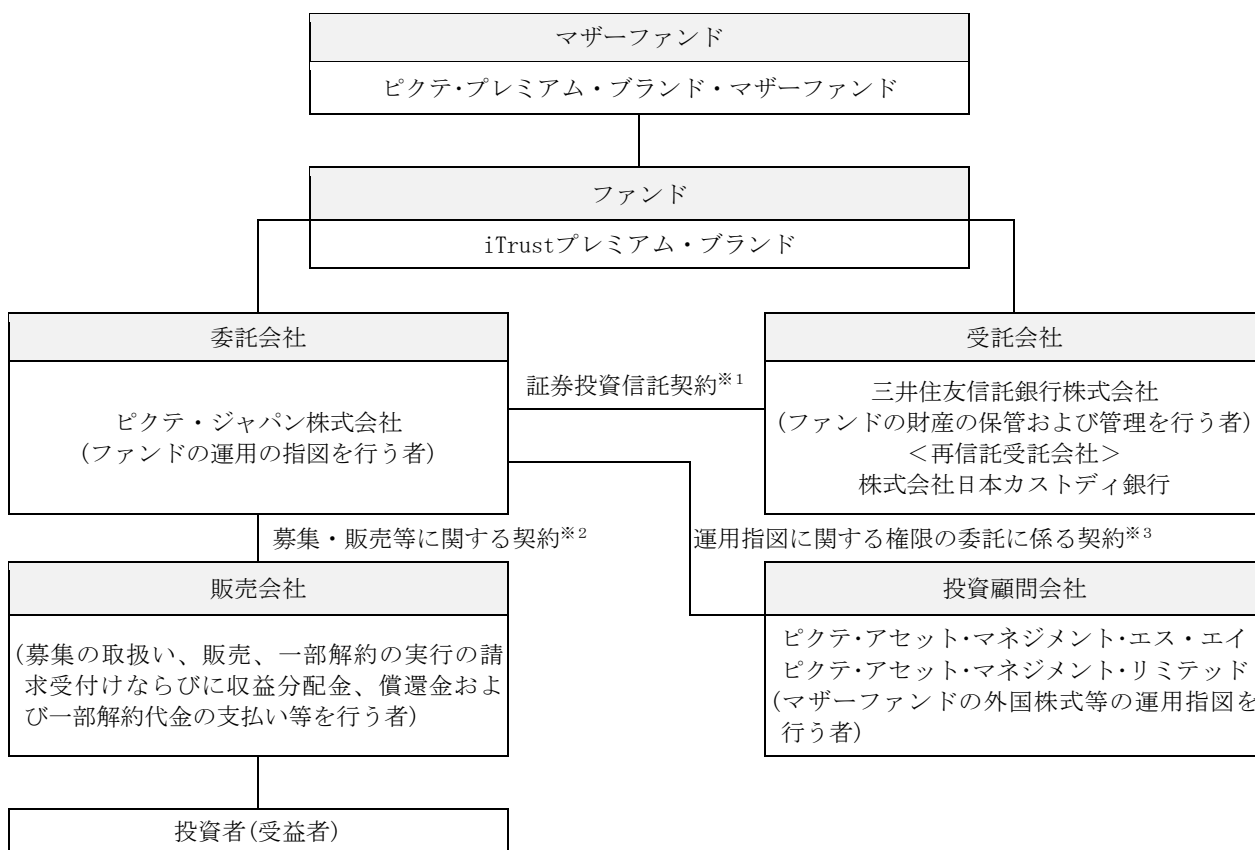 マザーファンド
ピクテ・プレミアム・ブランド・マザーファンド
ファンド
iTrustプレミアム・ブランド
委託会社
ピクテ・ジャパン株式会社
(ファンドの運用の指図を行う者)
証券投資信託契約※1
受託会社
三井住友信託銀行株式会社
(ファンドの財産の保管および管理を行う者)
＜再信託受託会社＞
株式会社日本カストディ銀行
募集・販売等に関する契約※2
運用指図に関する権限の委託に係る契約※3
販売会社
(募集の取扱い、販売、一部解約の実行の請
求受付けならびに収益分配金、償還金およ
び一部解約代金の支払い等を行う者)
投資顧問会社
ピクテ・アセット・マネジメント・エス・エイ
ピクテ・アセット・マネジメント・リミテッド
(マザーファンドの外国株式等の運用指図を
行う者)
投資者(受益者)